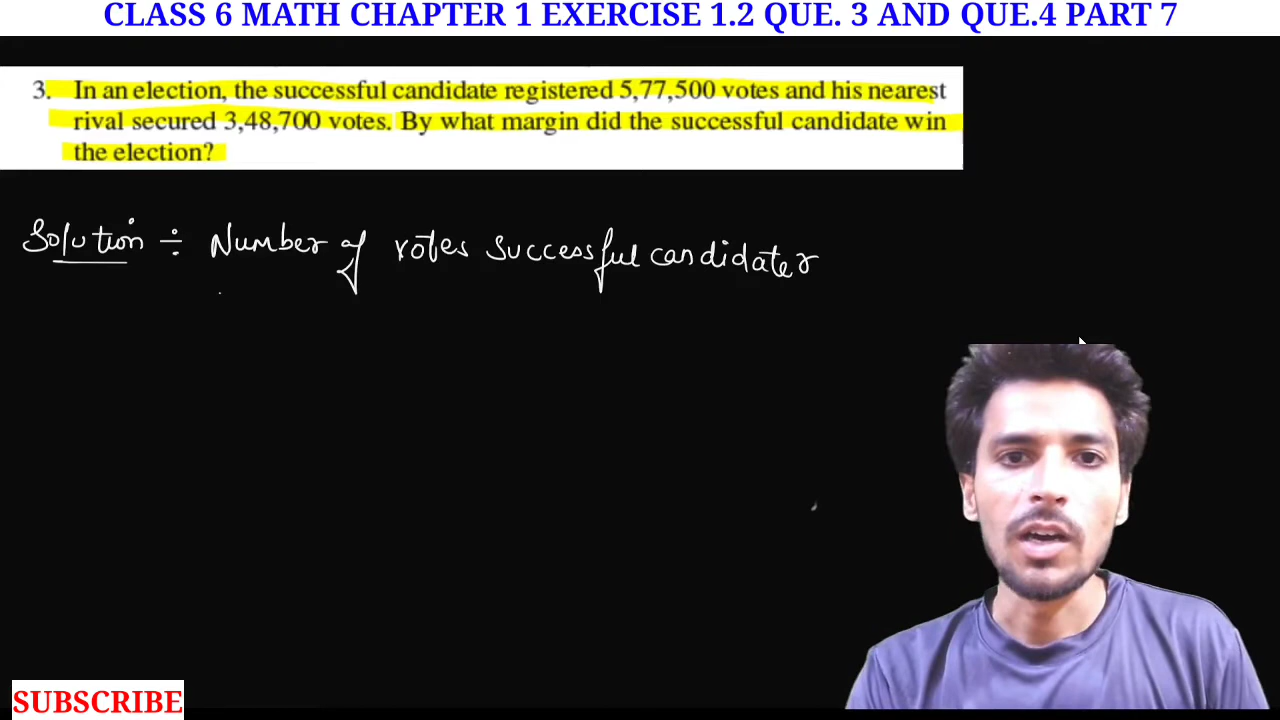 CLASS 6 MATH CHAPTER 1 EXERCISE 1.2 QUE. 3 AND QUE.4 PART 7
3. In an election, the successful candidate registered 5,77,500 votes and his nearest
rival secured 3,48,700 votes. By what margin did the successful candidate win
the election?
Solution ÷ Number of votes successful candidater
SUBSCRIBE